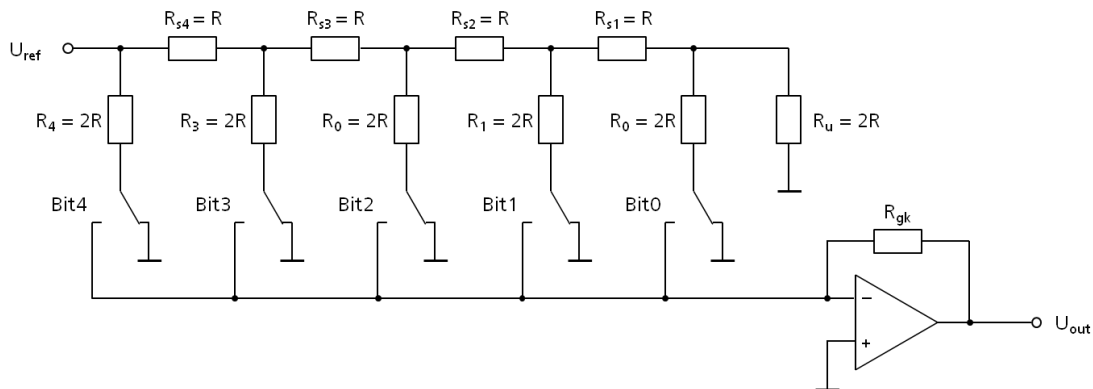 R_s4 = R
R_s3 = R
R_s2 = R
R_s1 = R
U_ref
R_4 = 2R
R_3 = 2R
R_0 = 2R
R_1 = 2R
R_0 = 2R
R_u = 2R
Bit4
Bit3
Bit2
Bit1
Bit0
R_gk
−
+
U_out